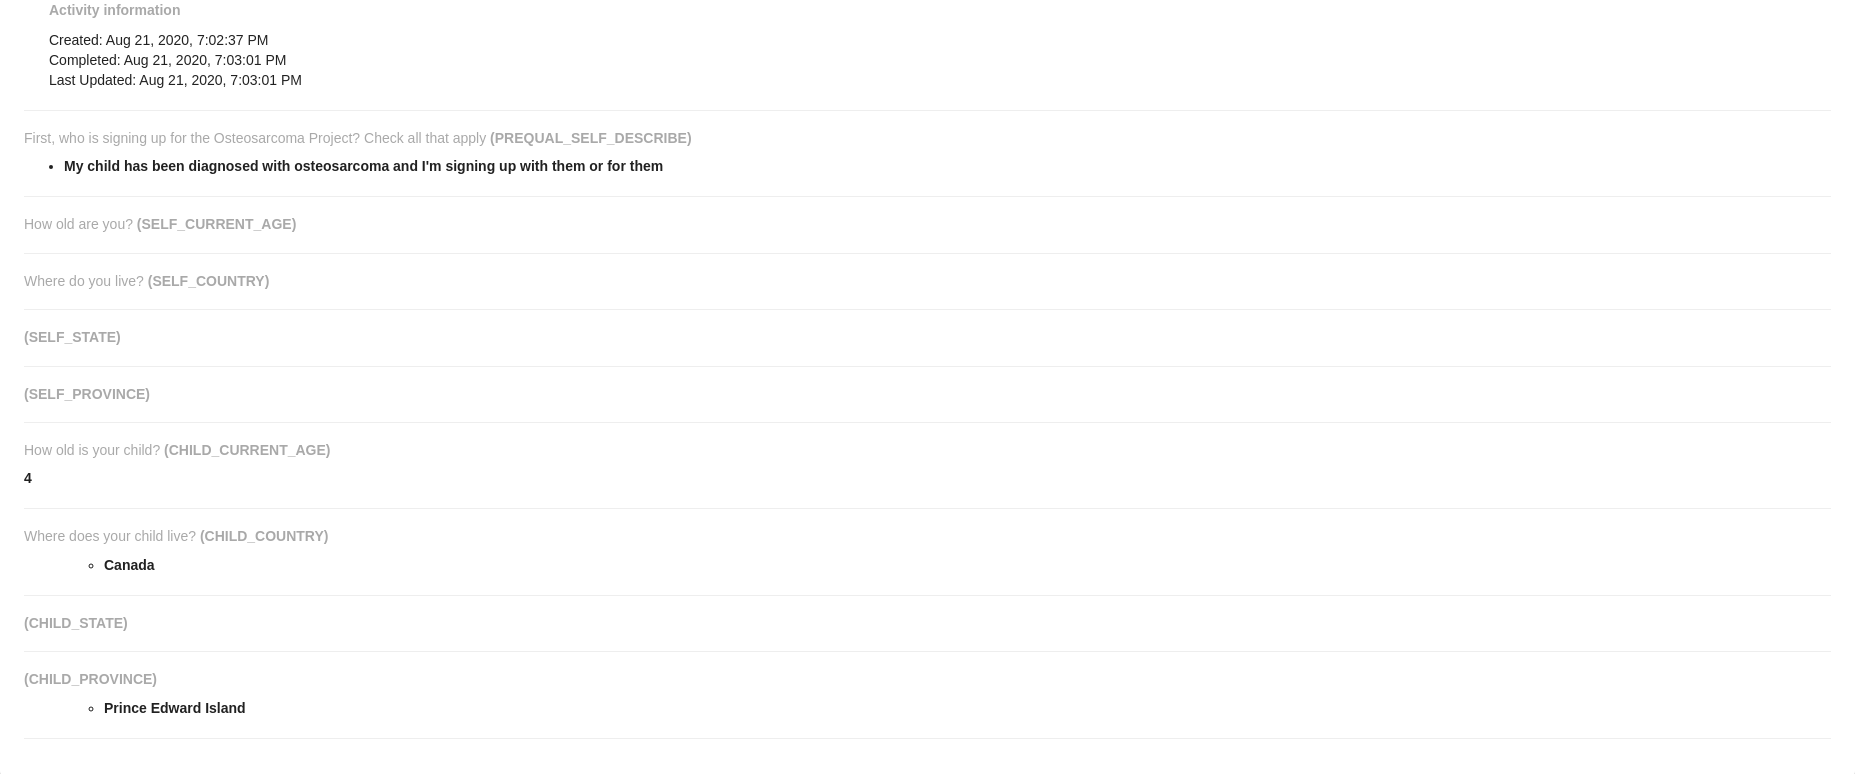 Activity information
Created: Aug 21, 2020, 7:02:37 PM
Completed: Aug 21, 2020, 7:03:01 PM
Last Updated: Aug 21, 2020, 7:03:01 PM
First, who is signing up for the Osteosarcoma Project? Check all that apply (PREQUAL_SELF_DESCRIBE)
My child has been diagnosed with osteosarcoma and I'm signing up with them or for them
How old are you? (SELF_CURRENT_AGE)
Where do you live? (SELF_COUNTRY)
(SELF_STATE)
(SELF_PROVINCE)
How old is your child? (CHILD_CURRENT_AGE)
4
Where does your child live? (CHILD_COUNTRY)
Canada
(CHILD_STATE)
(CHILD_PROVINCE)
Prince Edward Island